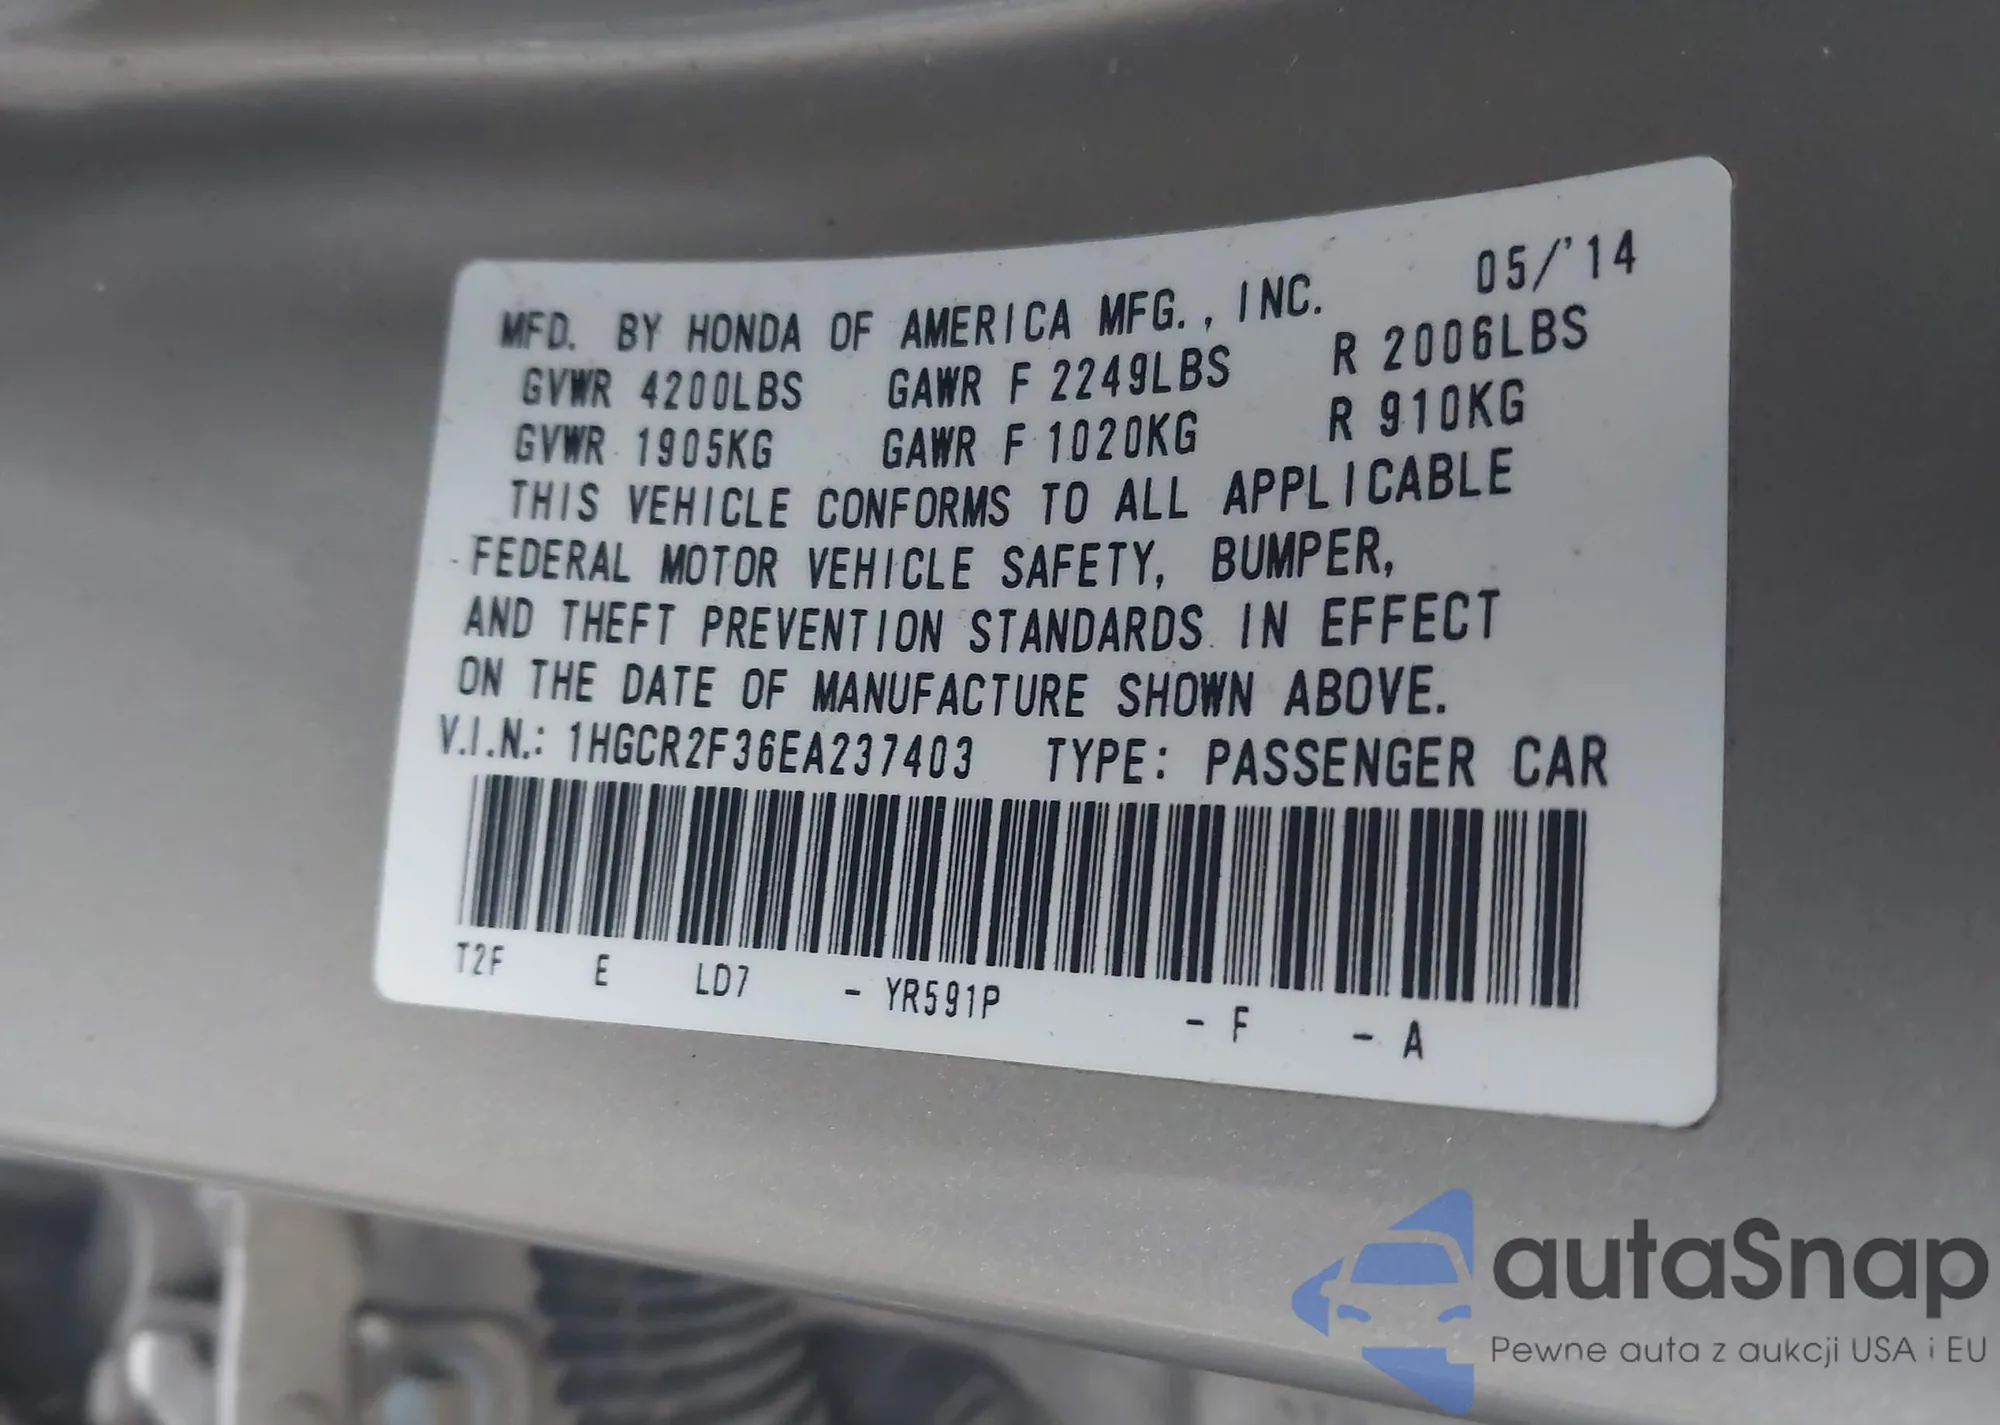 05/'14
MFD. BY HONDA OF AMERICA MFG., INC.
GVWR 4200LBS GAWR F 2249LBS R 2006LBS
GVWR 1905KG GAWR F 1020KG R 910KG
THIS VEHICLE CONFORMS TO ALL APPLICABLE
FEDERAL MOTOR VEHICLE SAFETY, BUMPER,
AND THEFT PREVENTION STANDARDS IN EFFECT
ON THE DATE OF MANUFACTURE SHOWN ABOVE.
V.I.N.: 1HGCR2F36EA237403 TYPE: PASSENGER CAR
T2F E LD7 - YR591P - F - A
autaSnap
Pewne auta z aukcji USA i EU